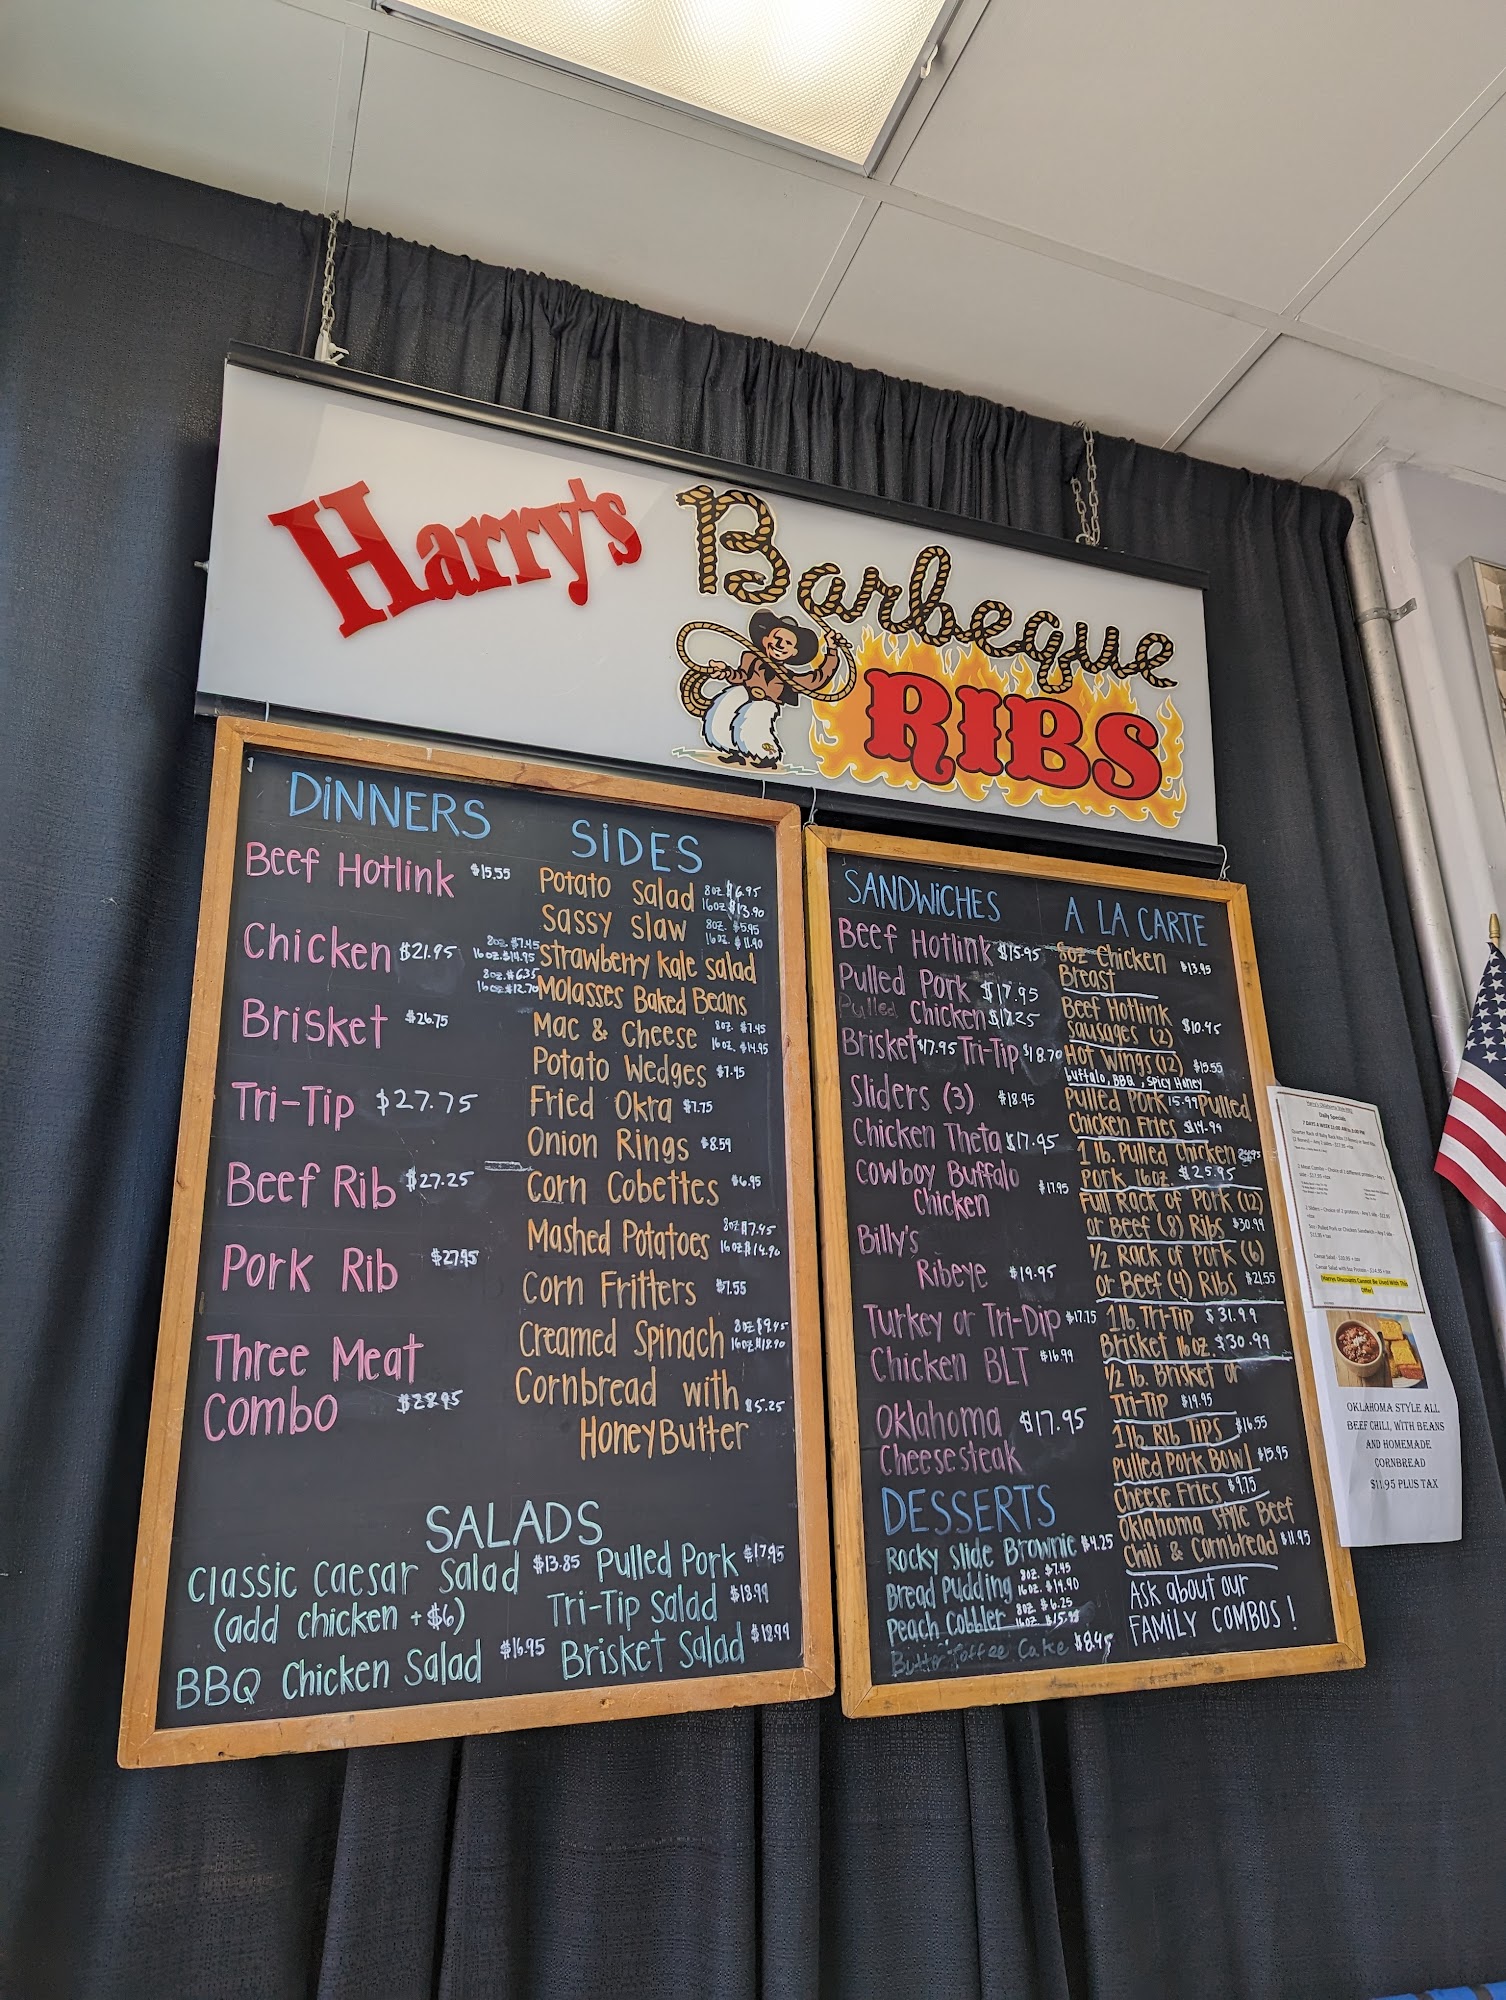 Harry's
Barbeque
RIBS
DINNERS
Beef Hotlink $15.55
Chicken $21.95
Brisket $26.75
Tri-Tip $27.75
Beef Rib $27.25
Pork Rib $27.95
Three Meat
Combo $28.95
SIDES
Potato Salad 8oz $6.95
16oz $13.90
Sassy Slaw 8oz. $5.95
16oz. $11.90
8oz. $7.45 Strawberry Kale Salad
16oz. $14.95
8oz. $6.35
16oz. $12.70 Molasses Baked Beans
Mac & Cheese 8oz. $7.45
16oz. $14.95
Potato Wedges $7.45
Fried Okra $7.75
Onion Rings $8.59
Corn Cobettes $6.95
Mashed Potatoes 8oz $7.45
16oz $14.90
Corn Fritters $7.55
Creamed Spinach 8oz $9.45
16oz $18.90
Cornbread with $5.25
Honey Butter
SALADS
Classic Caesar Salad $13.85
(add chicken + $6)
BBQ Chicken Salad $16.95
Pulled Pork $17.95
Tri-Tip Salad $18.99
Brisket Salad $18.99
SANDWICHES
Beef Hotlink $15.95
Pulled Pork $17.95
Pulled Chicken $17.25
Brisket $17.95 Tri-Tip $18.70
Sliders (3) $18.95
Chicken Theta $17.95
Cowboy Buffalo
Chicken $17.95
Billy's
Ribeye $19.95
Turkey or Tri-Dip $17.75
Chicken BLT $16.99
Oklahoma $17.95
Cheesesteak
DESSERTS
Rocky Slide Brownie $4.25
Bread Pudding 8oz. $7.45
16oz. $14.90
Peach Cobbler 8oz $6.25
16oz
Butter Toffee Cake $8.45
A LA CARTE
8oz Chicken
Breast $13.95
Beef Hotlink
Sausages (2) $10.45
Hot Wings (12) $15.55
buffalo, BBQ, Spicy Honey
Pulled Pork 15.99 Pulled
Chicken Fries $14.99
1 lb. Pulled Chicken
Pork 16oz. $25.95
Full Rack of Pork (12)
or Beef (8) Ribs $30.99
1/2 Rack of Pork (6)
or Beef (4) Ribs $21.55
1 lb. Tri-Tip $31.99
Brisket 16oz. $30.99
1/2 lb. Brisket or
Tri-Tip $19.95
1 lb Rib Tips $16.55
Pulled Pork Bowl $15.95
Cheese Fries $9.75
Oklahoma Style Beef
Chili & Cornbread $11.95
Ask about our
FAMILY COMBOS!
Daily Specials
OKLAHOMA STYLE ALL
BEEF CHILI, WITH BEANS
AND HOMEMADE
CORNBREAD
$11.95 PLUS TAX